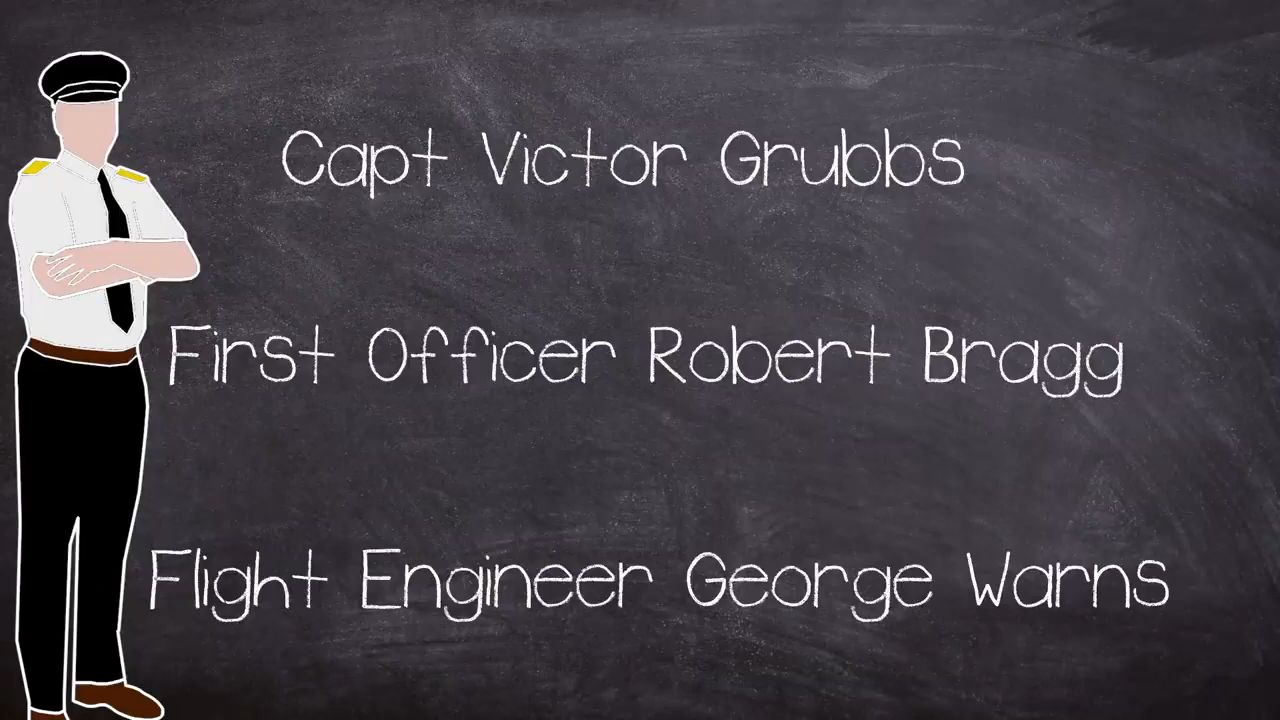 Capt Victor Grubbs
First Officer Robert Bragg
Flight Engineer George Warns